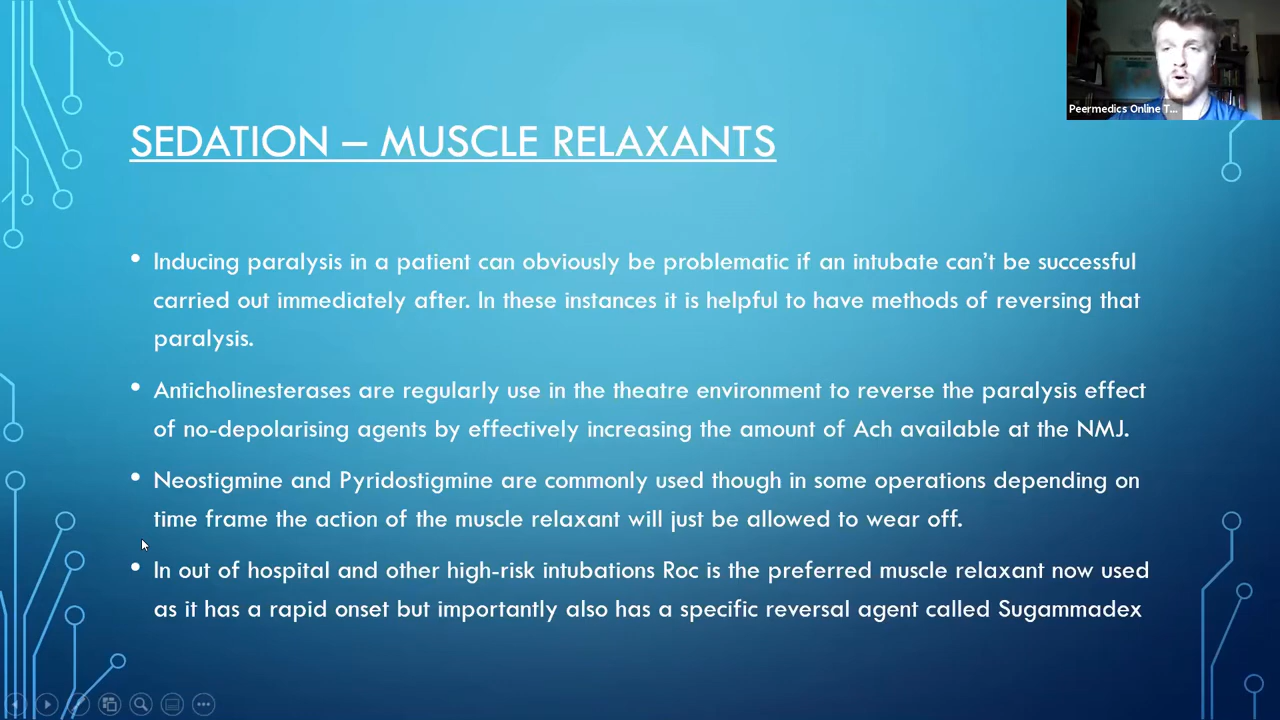 Peermedics Online T...
SEDATION – MUSCLE RELAXANTS
• Inducing paralysis in a patient can obviously be problematic if an intubate can't be successful
carried out immediately after. In these instances it is helpful to have methods of reversing that
paralysis.
• Anticholinesterases are regularly use in the theatre environment to reverse the paralysis effect
of no-depolarising agents by effectively increasing the amount of Ach available at the NMJ.
• Neostigmine and Pyridostigmine are commonly used though in some operations depending on
time frame the action of the muscle relaxant will just be allowed to wear off.
• In out of hospital and other high-risk intubations Roc is the preferred muscle relaxant now used
as it has a rapid onset but importantly also has a specific reversal agent called Sugammadex